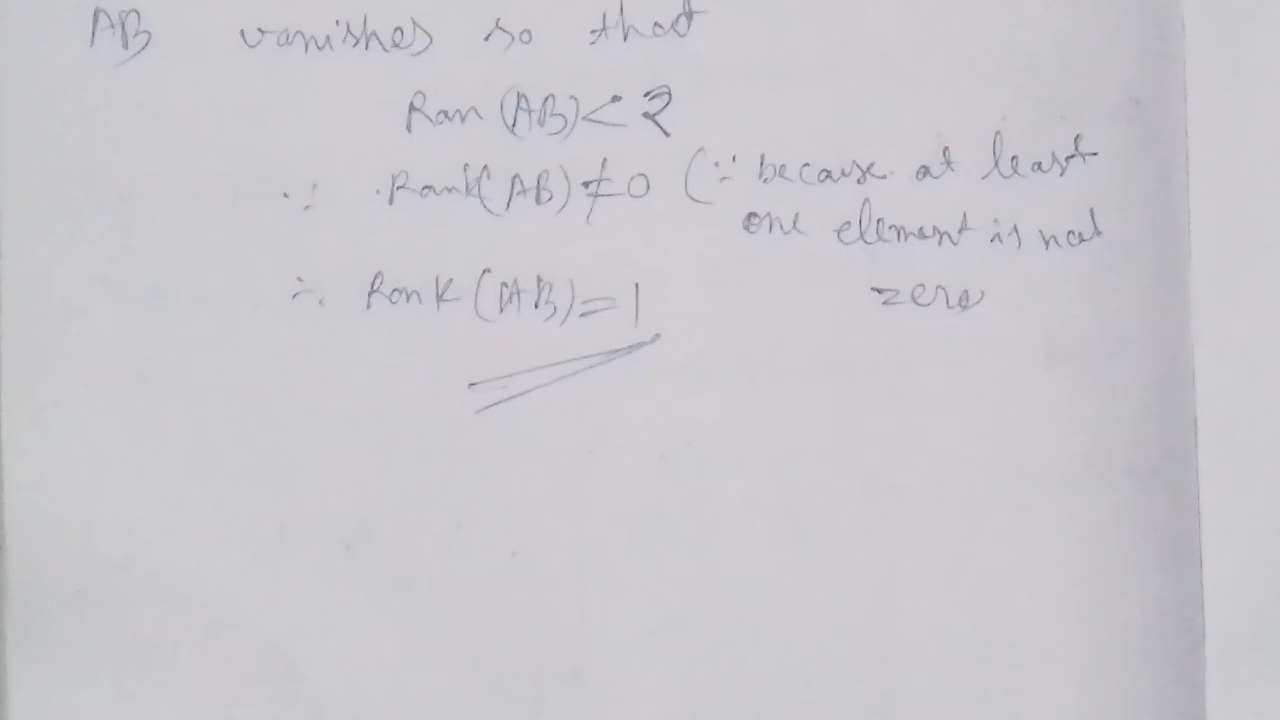 AB vanishes so that
Ran (AB) < 2
∴ Rank(AB) ≠ 0 (∵ because at least
one element is not
zero
∴ Rank (AB) = 1